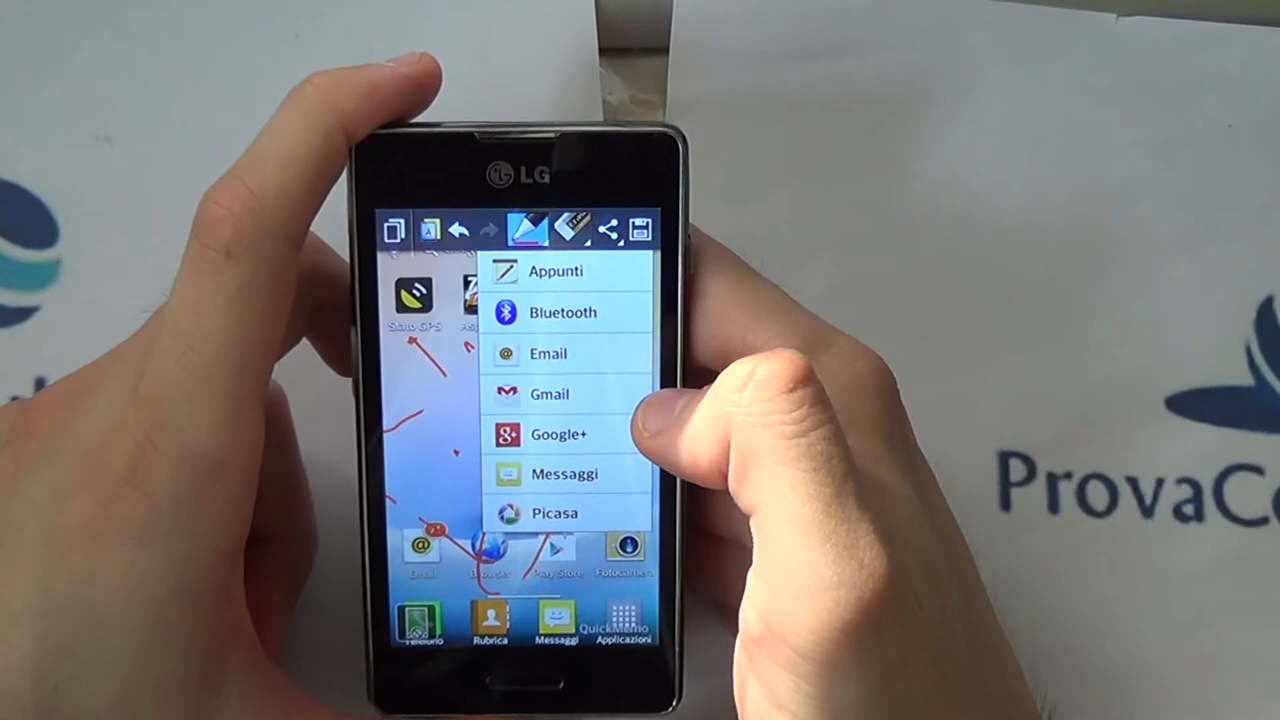 LG
Appunti
Stato GPS
Bluetooth
Email
Gmail
Google+
Messaggi
Picasa
Email
Browser
Play Store
Fotocamera
QuickMemo
Telefono
Rubrica
Messaggi
Applicazioni
ProvaC